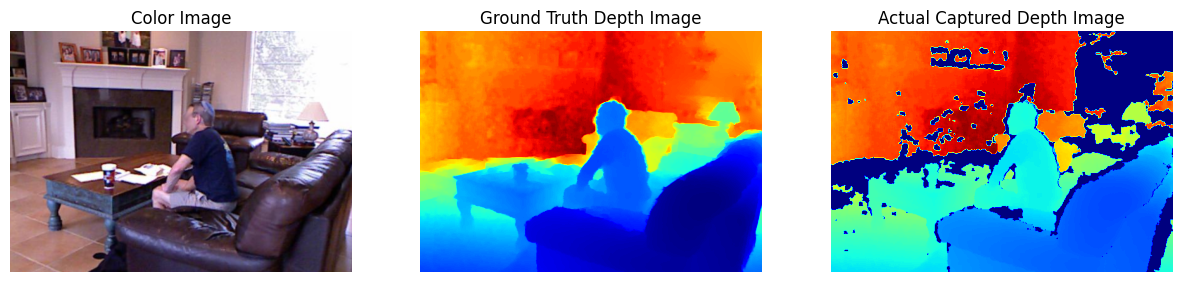 Color Image
Ground Truth Depth Image
Actual Captured Depth Image